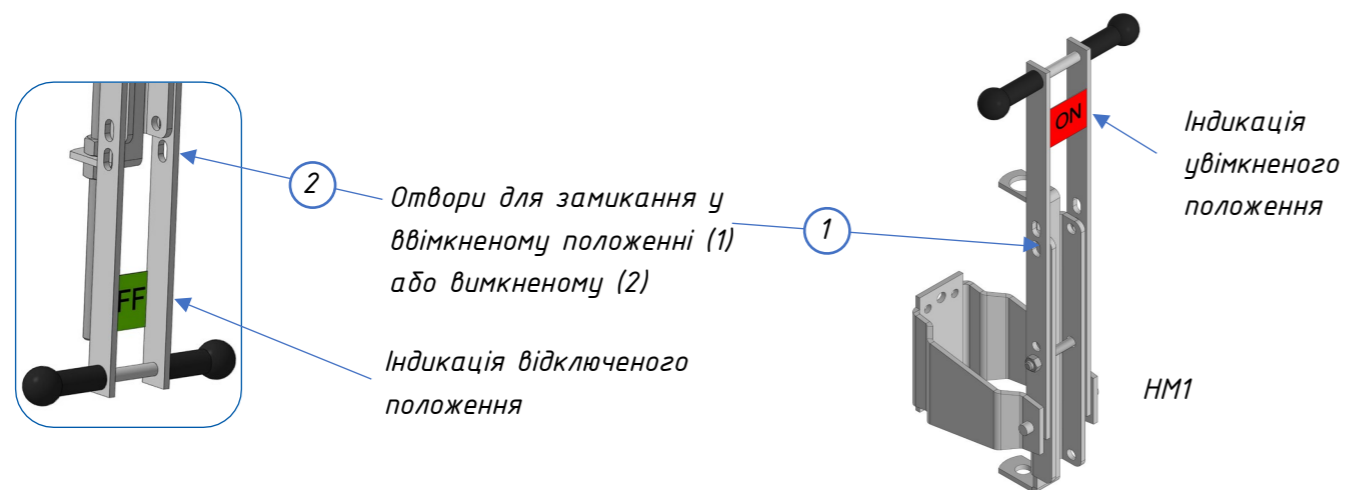 2
Отвори для замикання у
ввімкненому положенні (1)
або вимкненому (2)
FF
Індикація відключеного
положення
1
ON
Індикація
увімкненого
положення
НМ1